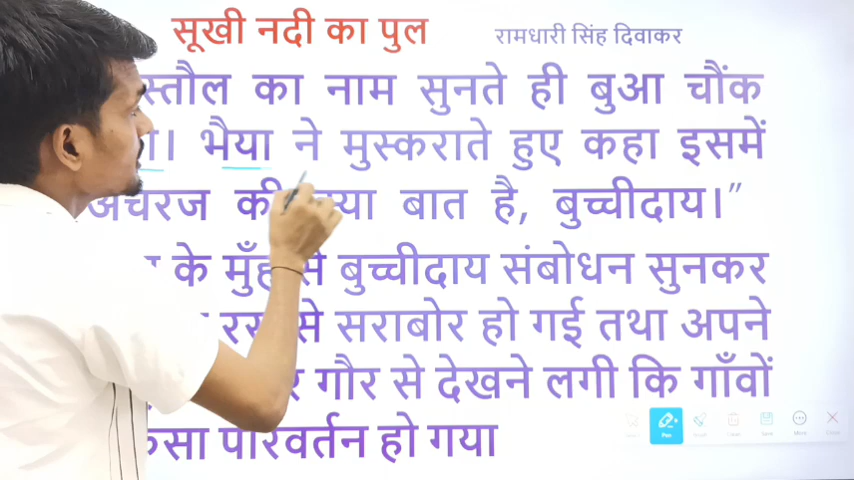 सूखी नदी का पुल रामधारी सिंह दिवाकर
का नाम सुनते ही बुआ चौंक
भैया ने मुस्कराते हुए कहा इसमें
अचरज की बात है, बुच्चीदाय।”
के मुँह से बुच्चीदाय संबोधन सुनकर
से सराबोर हो गई तथा अपने
गौर से देखने लगी कि गाँवों
परिवर्तन हो गया
Pen
Save
More